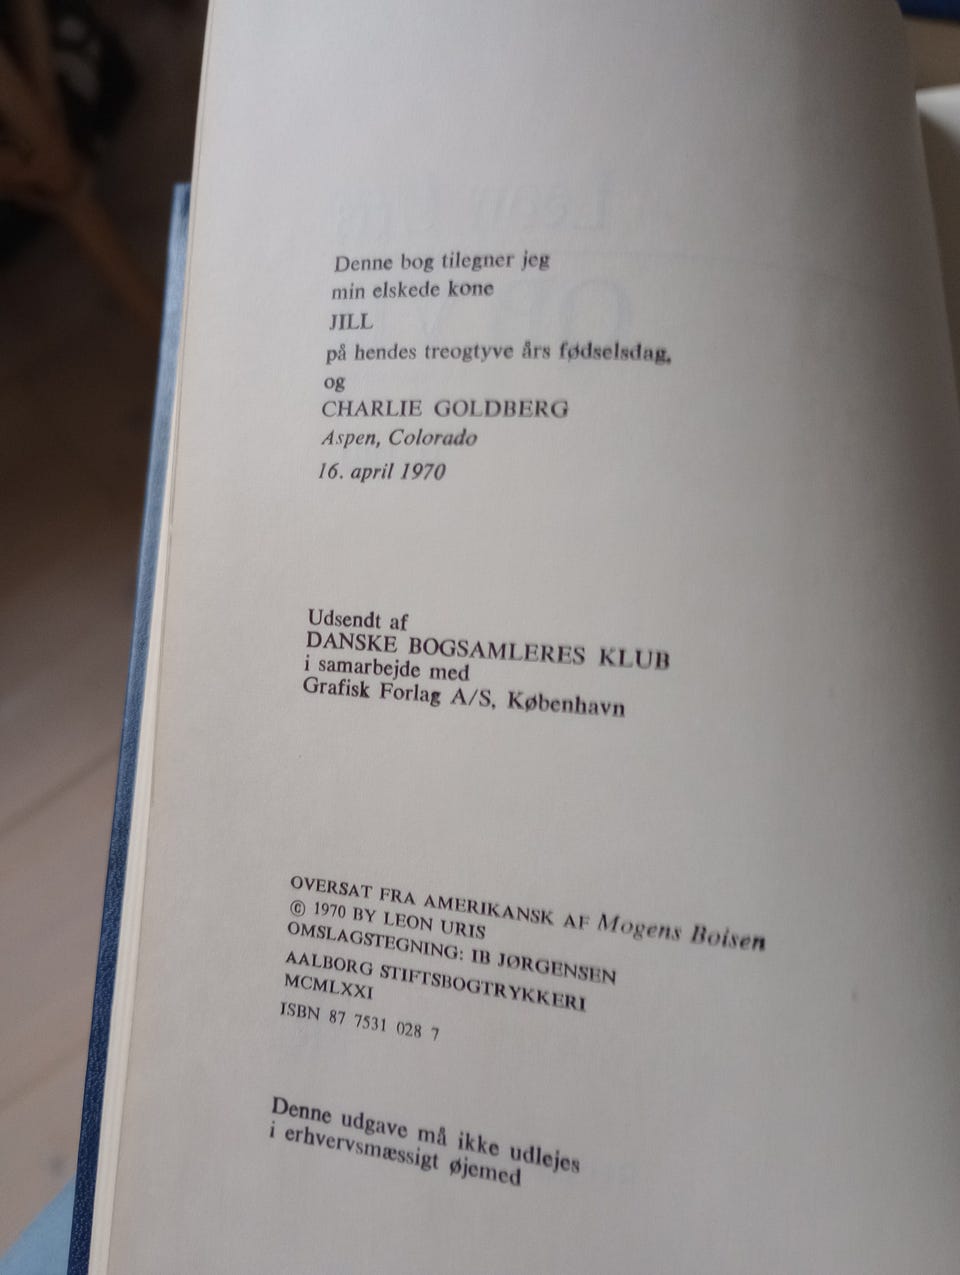 Denne bog tilegner jeg
min elskede kone
JILL
på hendes treogtyve års fødselsdag,
og
CHARLIE GOLDBERG
Aspen, Colorado
16. april 1970
Udsendt af
DANSKE BOGSAMLERES KLUB
i samarbejde med
Grafisk Forlag A/S, København
OVERSAT FRA AMERIKANSK AF Mogens Boisen
© 1970 BY LEON URIS
OMSLAGSTEGNING: IB JØRGENSEN
AALBORG STIFTSBOGTRYKKERI
MCMLXXI
ISBN 87 7531 028 7
Denne udgave må ikke udlejes
i erhvervsmæssigt øjemed